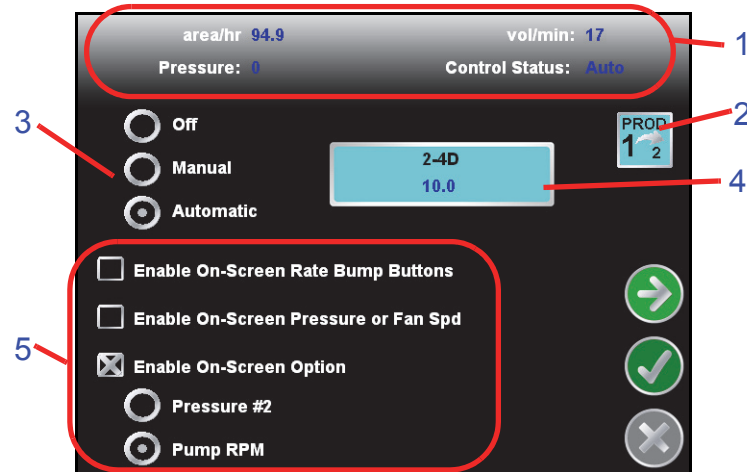 area/hr 94.9 vol/min: 17
Pressure: 0 Control Status: Auto
1
Off
PROD
1 2
2
3
Manual
2-4D
10.0
4
Automatic
Enable On-Screen Rate Bump Buttons
Enable On-Screen Pressure or Fan Spd
5
Enable On-Screen Option
Pressure #2
Pump RPM